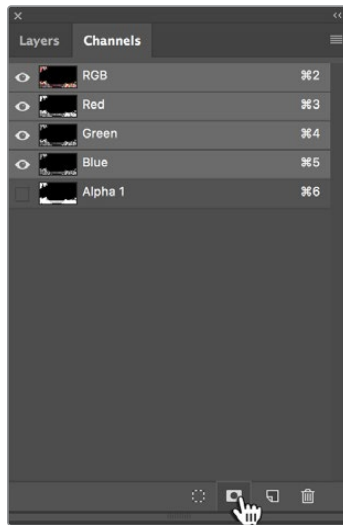 Layers Channels
RGB ⌘2
Red ⌘3
Green ⌘4
Blue ⌘5
Alpha 1 ⌘6